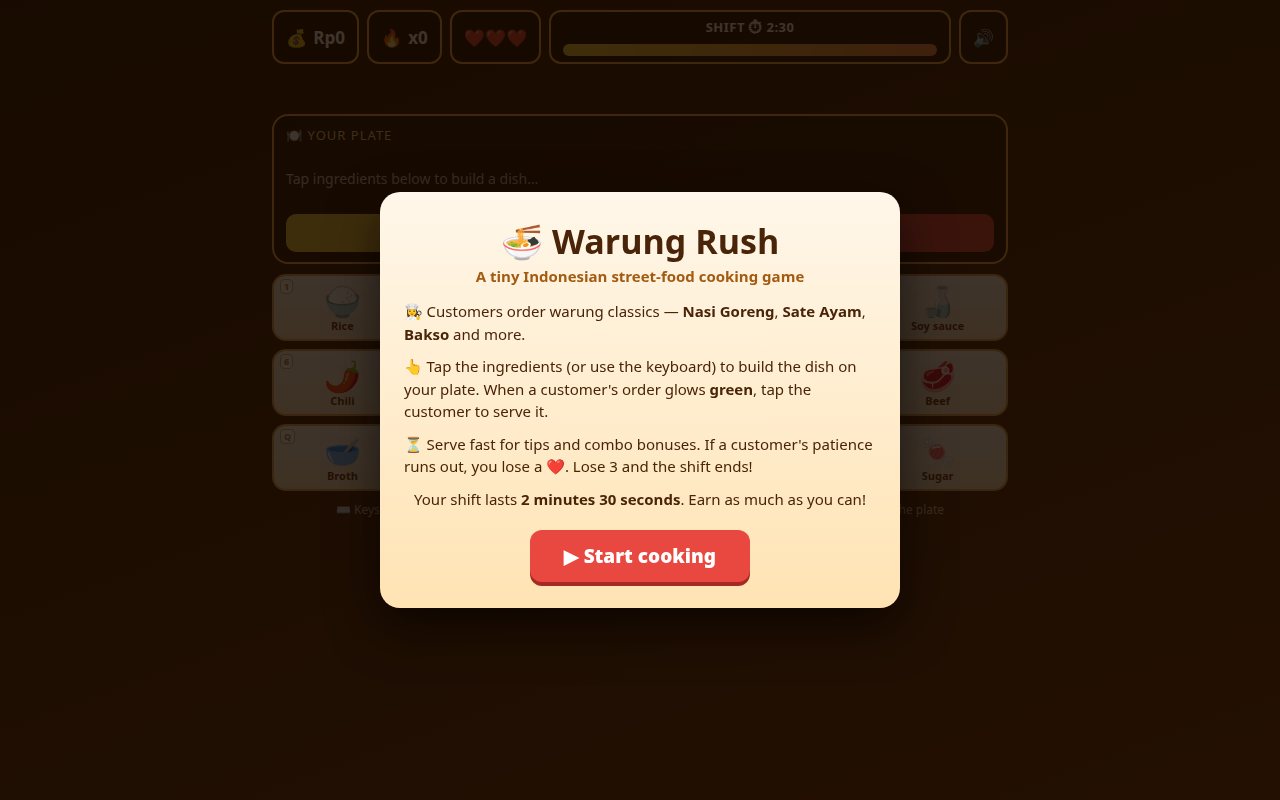 Rp0
x0
SHIFT 2:30
YOUR PLATE
Tap ingredients below to build a dish...
Warung Rush
A tiny Indonesian street-food cooking game
Customers order warung classics — Nasi Goreng, Sate Ayam,
Bakso and more.
Tap the ingredients (or use the keyboard) to build the dish on
your plate. When a customer's order glows green, tap the
customer to serve it.
Serve fast for tips and combo bonuses. If a customer's patience
runs out, you lose a ❤️. Lose 3 and the shift ends!
Your shift lasts 2 minutes 30 seconds. Earn as much as you can!
▶ Start cooking
1
Rice
Soy sauce
6
Chili
Beef
Q
Broth
Sugar
Keys
plate